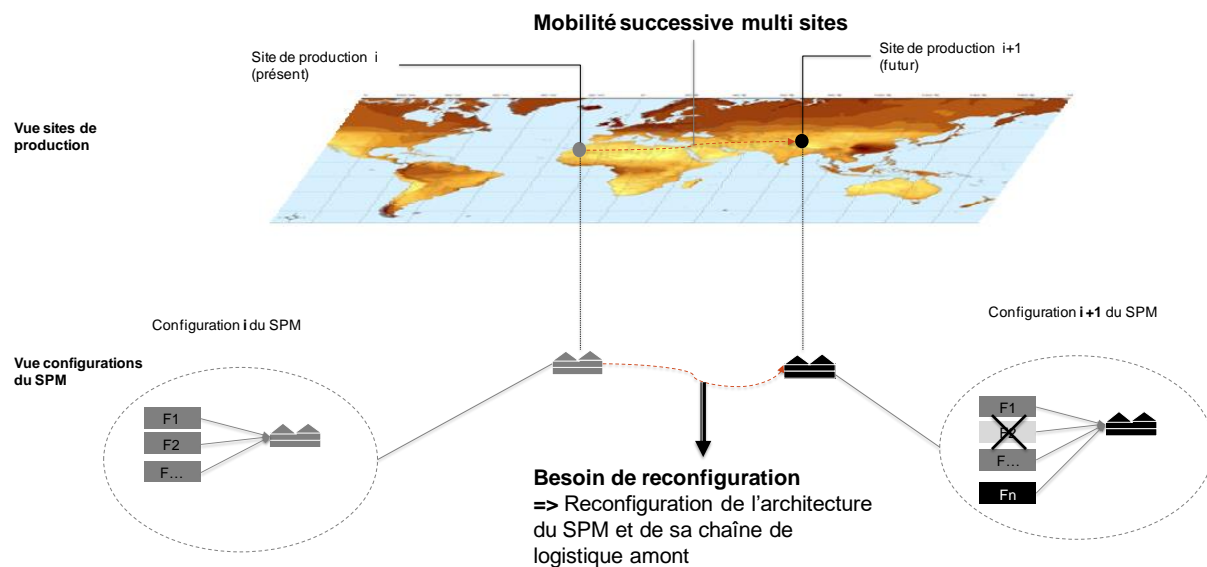 Mobilité successive multi sites
Site de production i
(présent)
Site de production i+1
(futur)
Vue sites de
production
Configuration i du SPM
Configuration i+1 du SPM
Vue configurations
du SPM
F1
F2
F…
F1
F2
F…
Fn
Besoin de reconfiguration
=> Reconfiguration de l’architecture
du SPM et de sa chaîne de
logistique amont